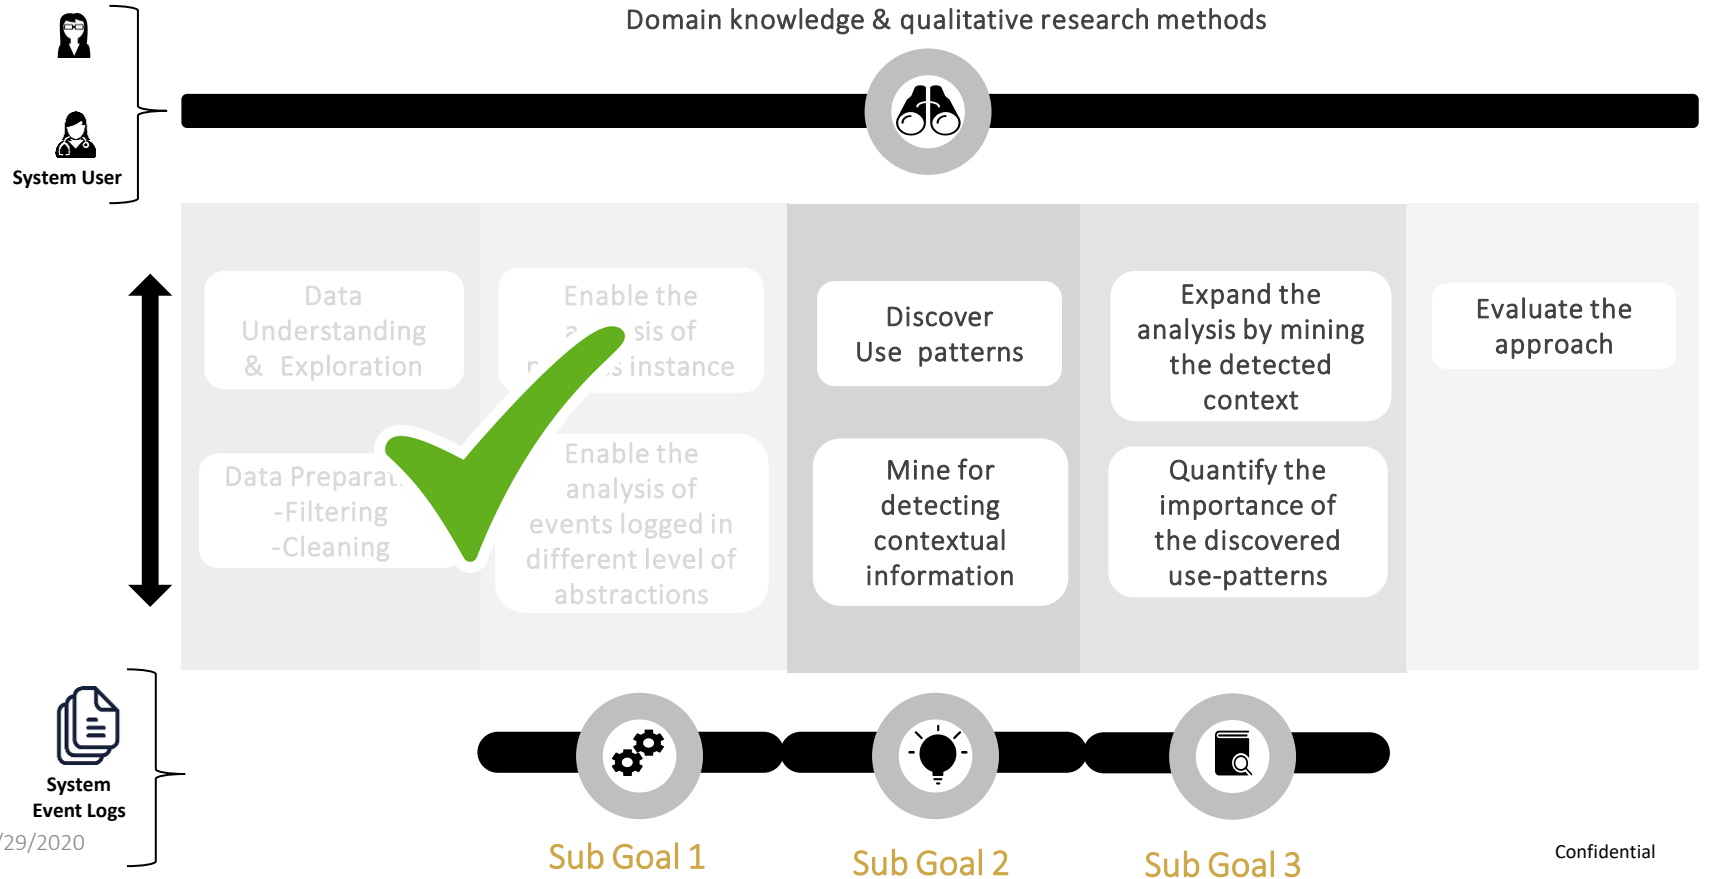 Domain knowledge & qualitative research methods
System User
Data
Understanding
& Exploration
Data
-Filtering
-Cleaning
Enable the
of
instance
Enable the
analysis of
events logged in
different level of
abstractions
Discover
Use patterns
Mine for
detecting
contextual
information
Expand the
analysis by mining
the detected
context
Quantify the
importance of
the discovered
use-patterns
Evaluate the
approach
System
Event Logs
/29/2020
Sub Goal 1
Sub Goal 2
Sub Goal 3
Confidential